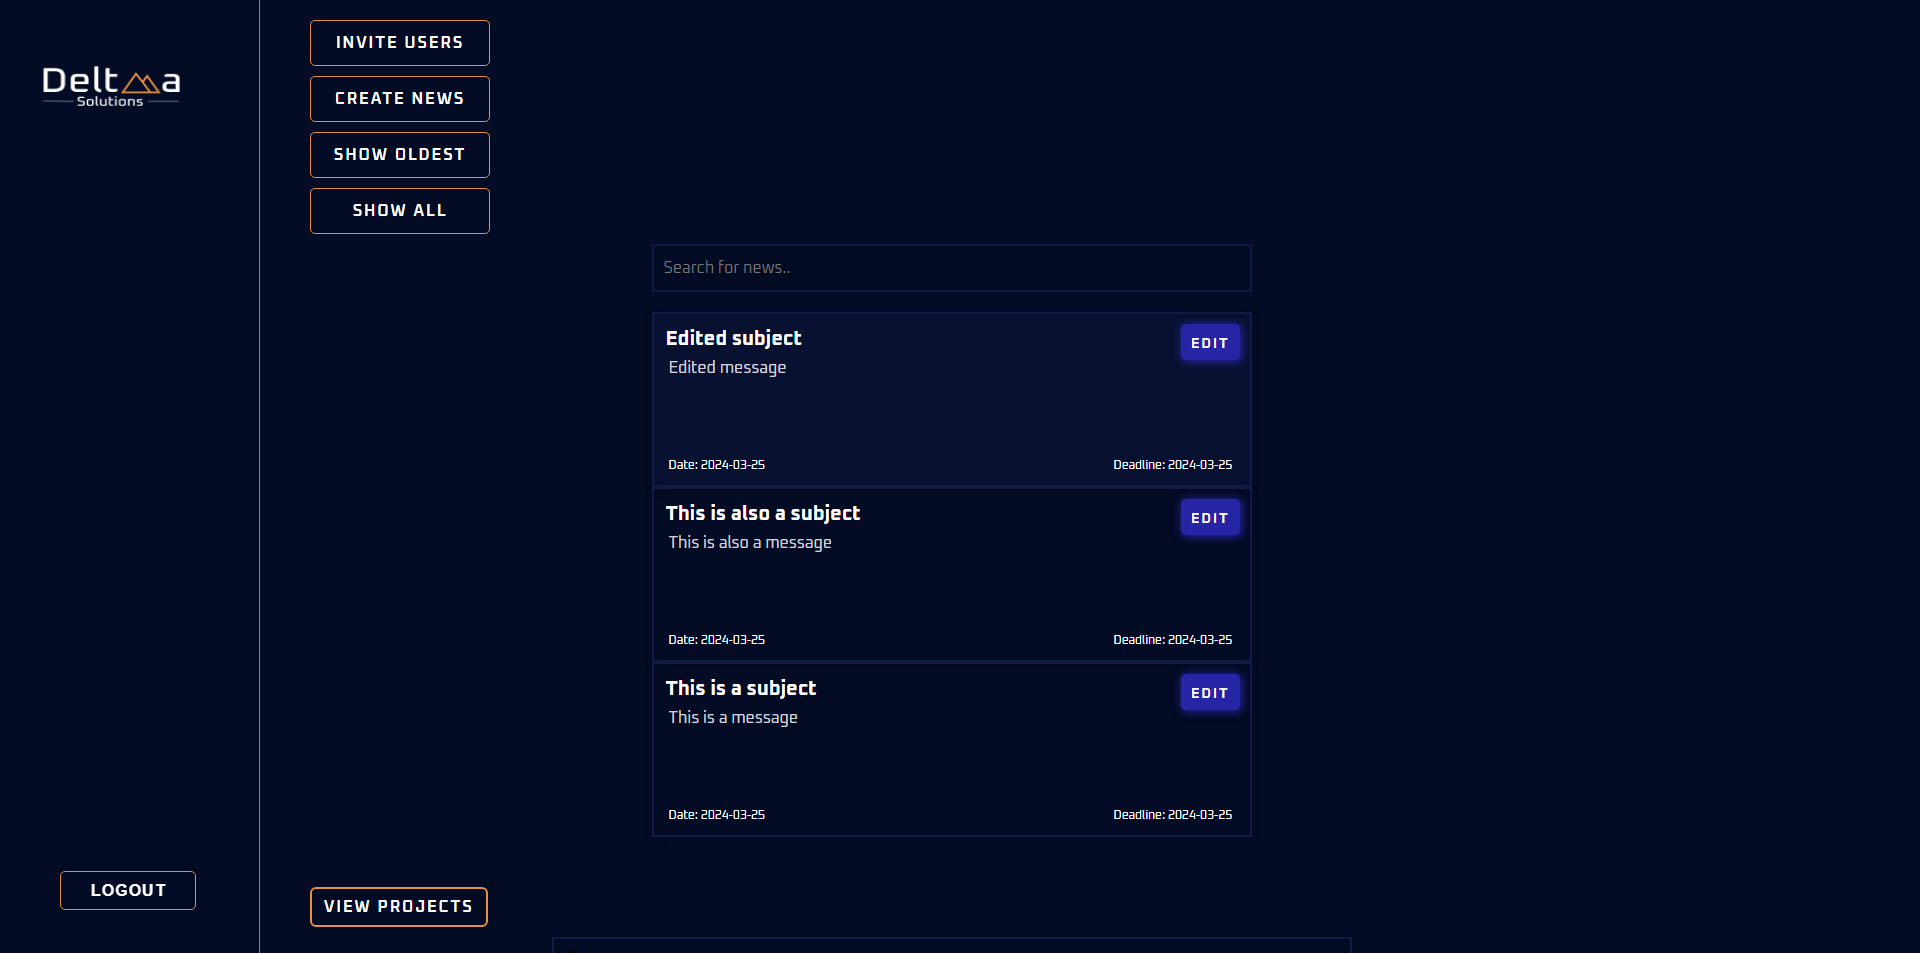 Delta
Solutions
INVITE USERS
CREATE NEWS
SHOW OLDEST
SHOW ALL
Search for news..
Edited subject
EDIT
Edited message
Date: 2024-03-25 Deadline: 2024-03-25
This is also a subject
EDIT
This is also a message
Date: 2024-03-25 Deadline: 2024-03-25
This is a subject
EDIT
This is a message
Date: 2024-03-25 Deadline: 2024-03-25
LOGOUT
VIEW PROJECTS